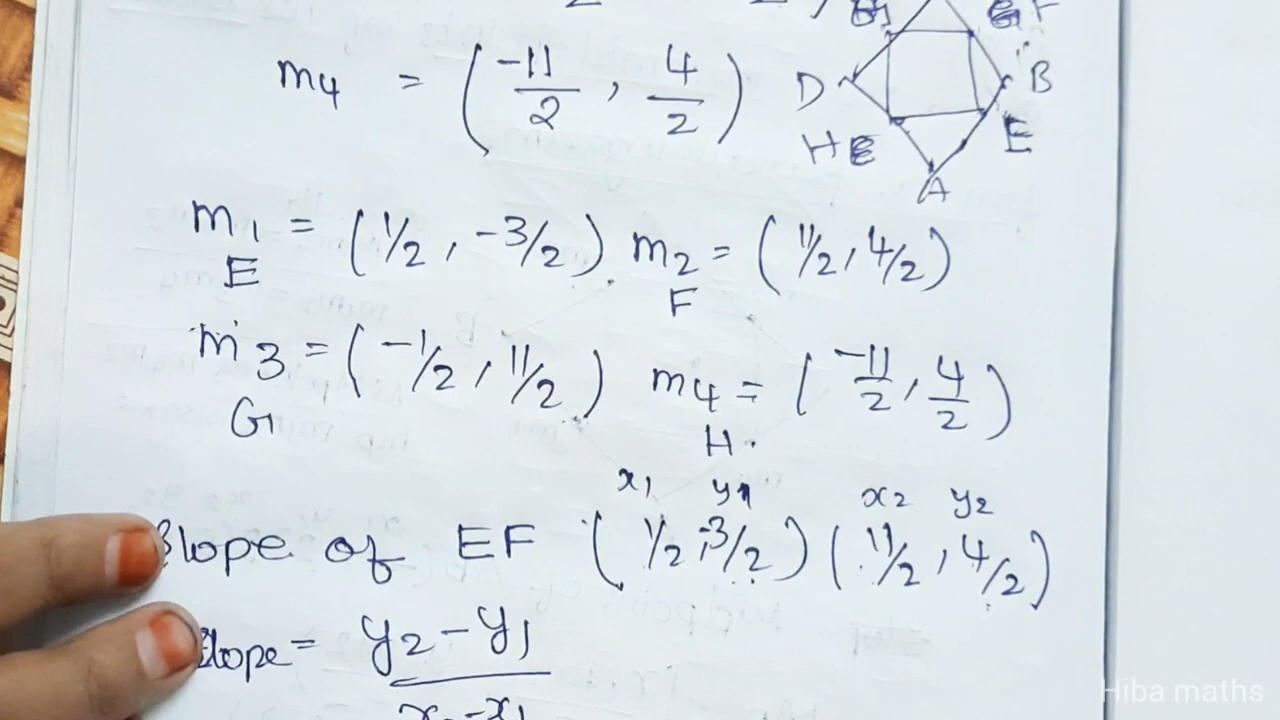 m4 = (-11/2, 4/2)
D
B
H
E
A
m1 = (1/2, -3/2) m2 = (11/2, 4/2)
E F
m3 = (-1/2, 11/2) m4 = (-11/2, 4/2)
G H
x1 y1 x2 y2
Slope of EF (1/2, -3/2) (11/2, 4/2)
Slope = y2-y1
x2-x1
Hiba maths